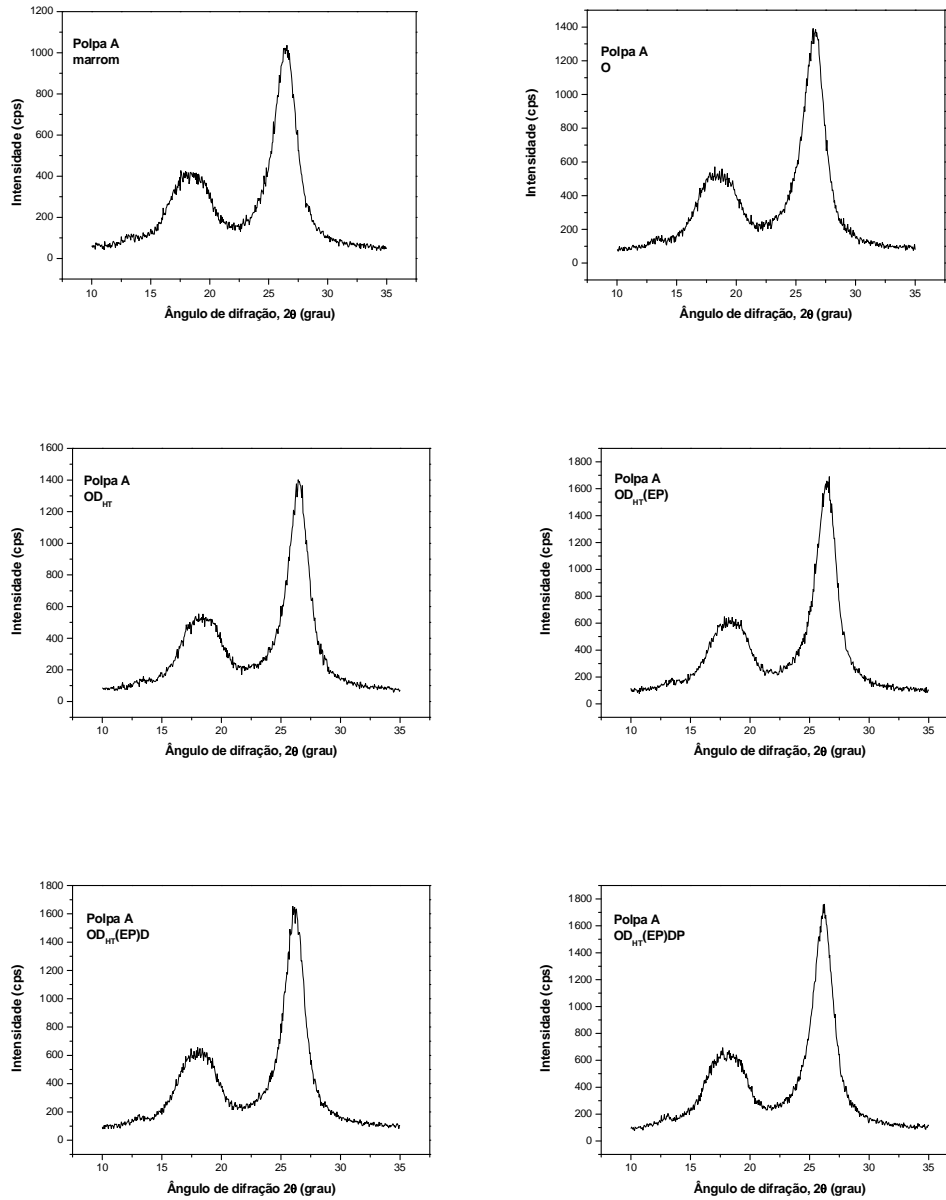 Polpa A
marrom
Intensidade (cps)
1200
1000
800
600
400
200
0
10 15 20 25 30 35
Ângulo de difração, 2θ (grau)
Polpa A
O
Intensidade (cps)
1400
1200
1000
800
600
400
200
0
10 15 20 25 30 35
Ângulo de difração, 2θ (grau)
Polpa A
OD_HT
Intensidade (cps)
1600
1400
1200
1000
800
600
400
200
0
10 15 20 25 30 35
Ângulo de difração, 2θ (grau)
Polpa A
OD_HT(EP)
Intensidade (cps)
1800
1600
1400
1200
1000
800
600
400
200
0
10 15 20 25 30 35
Ângulo de difração, 2θ (grau)
Polpa A
OD_HT(EP)D
Intensidade (cps)
1800
1600
1400
1200
1000
800
600
400
200
0
10 15 20 25 30 35
Ângulo de difração 2θ (grau)
Polpa A
OD_HT(EP)DP
Intensidade (cps)
1800
1600
1400
1200
1000
800
600
400
200
0
10 15 20 25 30 35
Ângulo de difração, 2θ (grau)